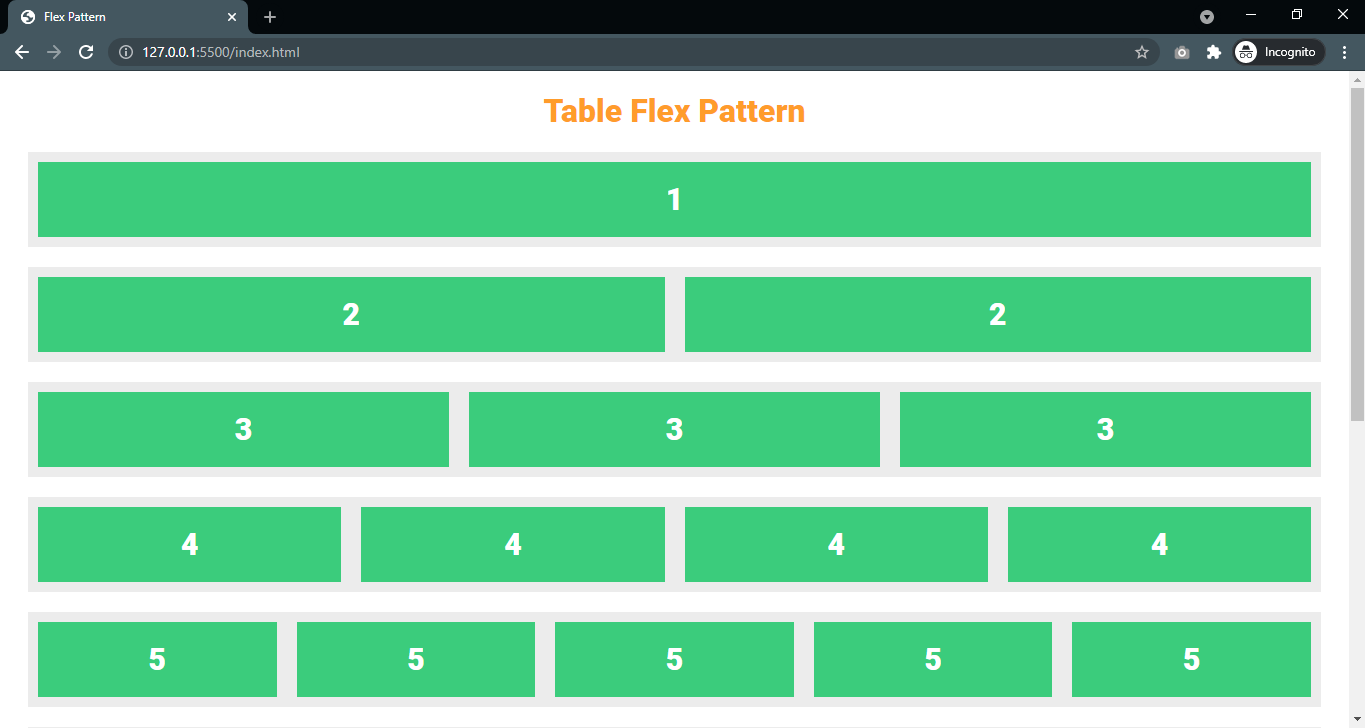 Flex Pattern
127.0.0.1:5500/index.html
Incognito
Table Flex Pattern
1
2 2
3 3 3
4 4 4 4
5 5 5 5 5